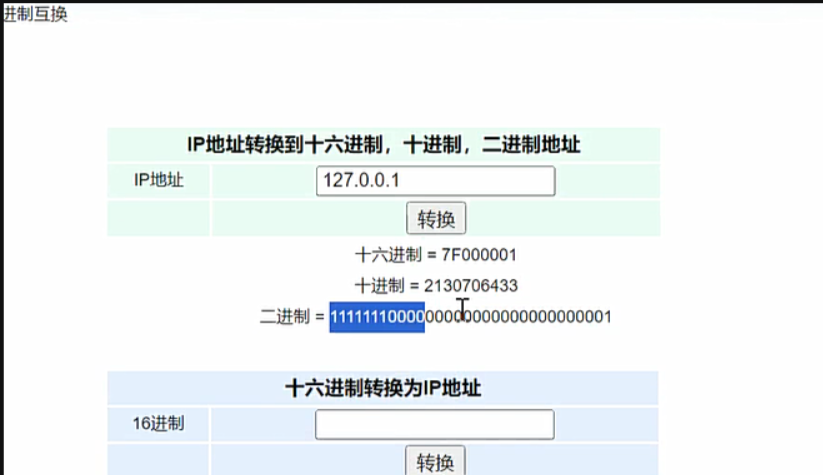 进制互换
IP地址转换到十六进制，十进制，二进制地址
IP地址 127.0.0.1
转换
十六进制 = 7F000001
十进制 = 2130706433
二进制 = 1111111000000000000000000000001
十六进制转换为IP地址
16进制
转换